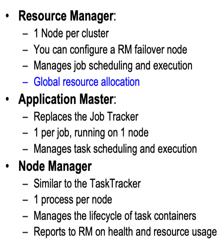 • Resource Manager:
– 1 Node per cluster
– You can configure a RM failover node
– Manages job scheduling and execution
– Global resource allocation
• Application Master:
– Replaces the Job Tracker
– 1 per job, running on 1 node
– Manages task scheduling and execution
• Node Manager
– Similar to the TaskTracker
– 1 process per node
– Manages the lifecycle of task containers
– Reports to RM on health and resource usage